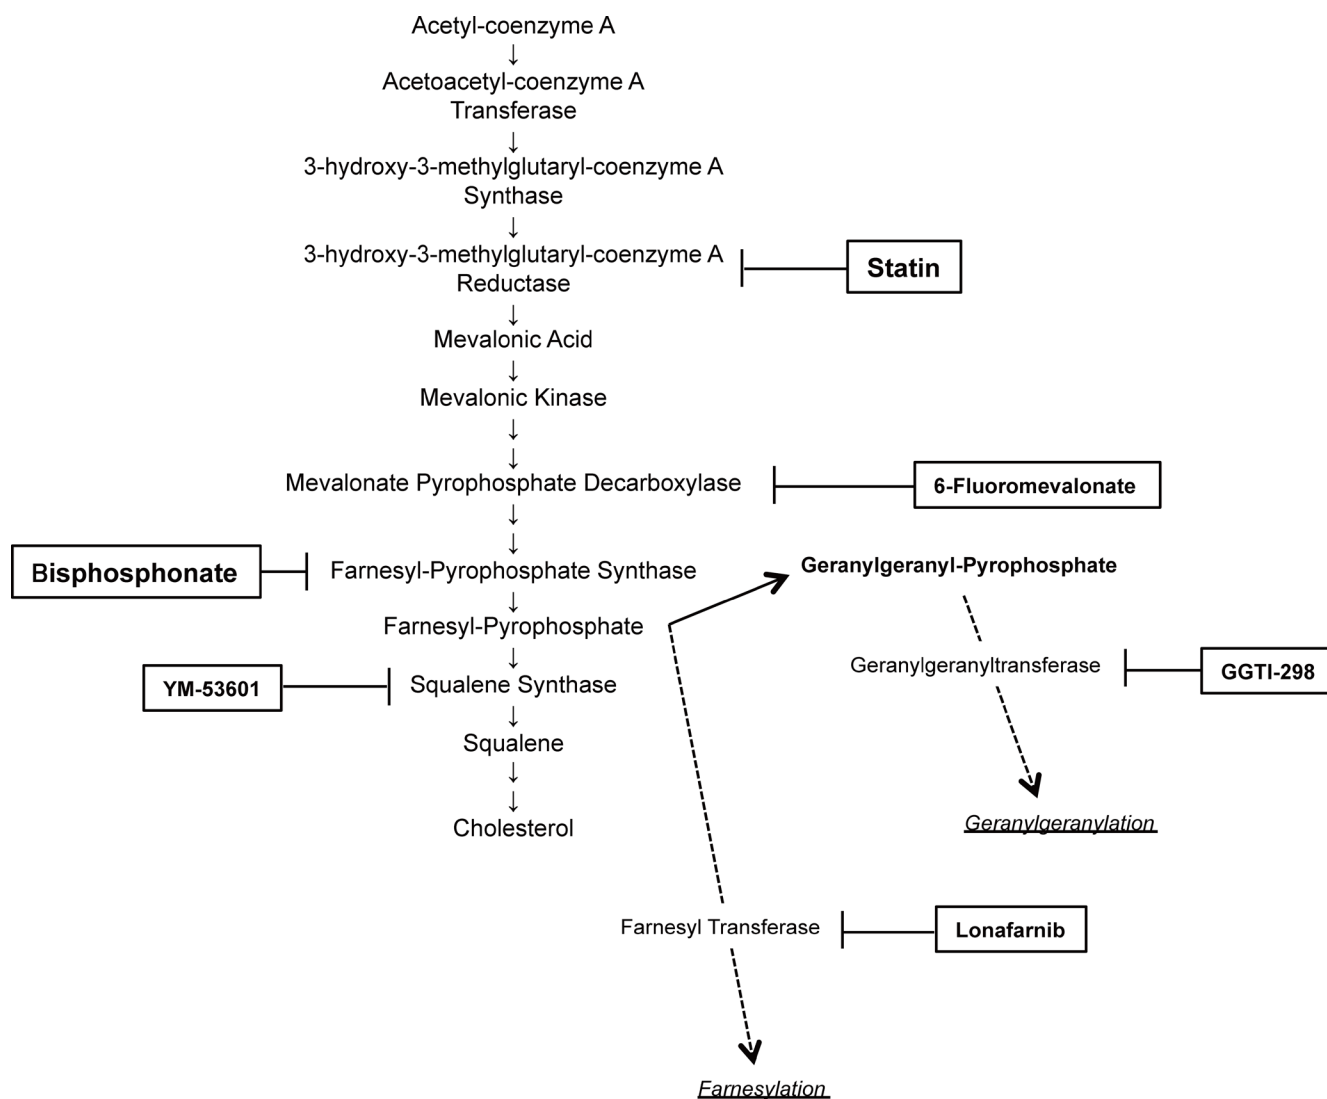 Acetyl-coenzyme A
↓
Acetoacetyl-coenzyme A
Transferase
↓
3-hydroxy-3-methylglutaryl-coenzyme A
Synthase
↓
3-hydroxy-3-methylglutaryl-coenzyme A
Reductase
Statin
↓
Mevalonic Acid
↓
Mevalonic Kinase
↓
↓
Mevalonate Pyrophosphate Decarboxylase
6-Fluoromevalonate
↓
↓
Bisphosphonate
Farnesyl-Pyrophosphate Synthase
Geranylgeranyl-Pyrophosphate
↓
Farnesyl-Pyrophosphate
↓
Geranylgeranyltransferase
GGTI-298
YM-53601
Squalene Synthase
↓
Squalene
↓
↓
Cholesterol
Geranylgeranylation
Farnesyl Transferase
Lonafarnib
Farnesylation